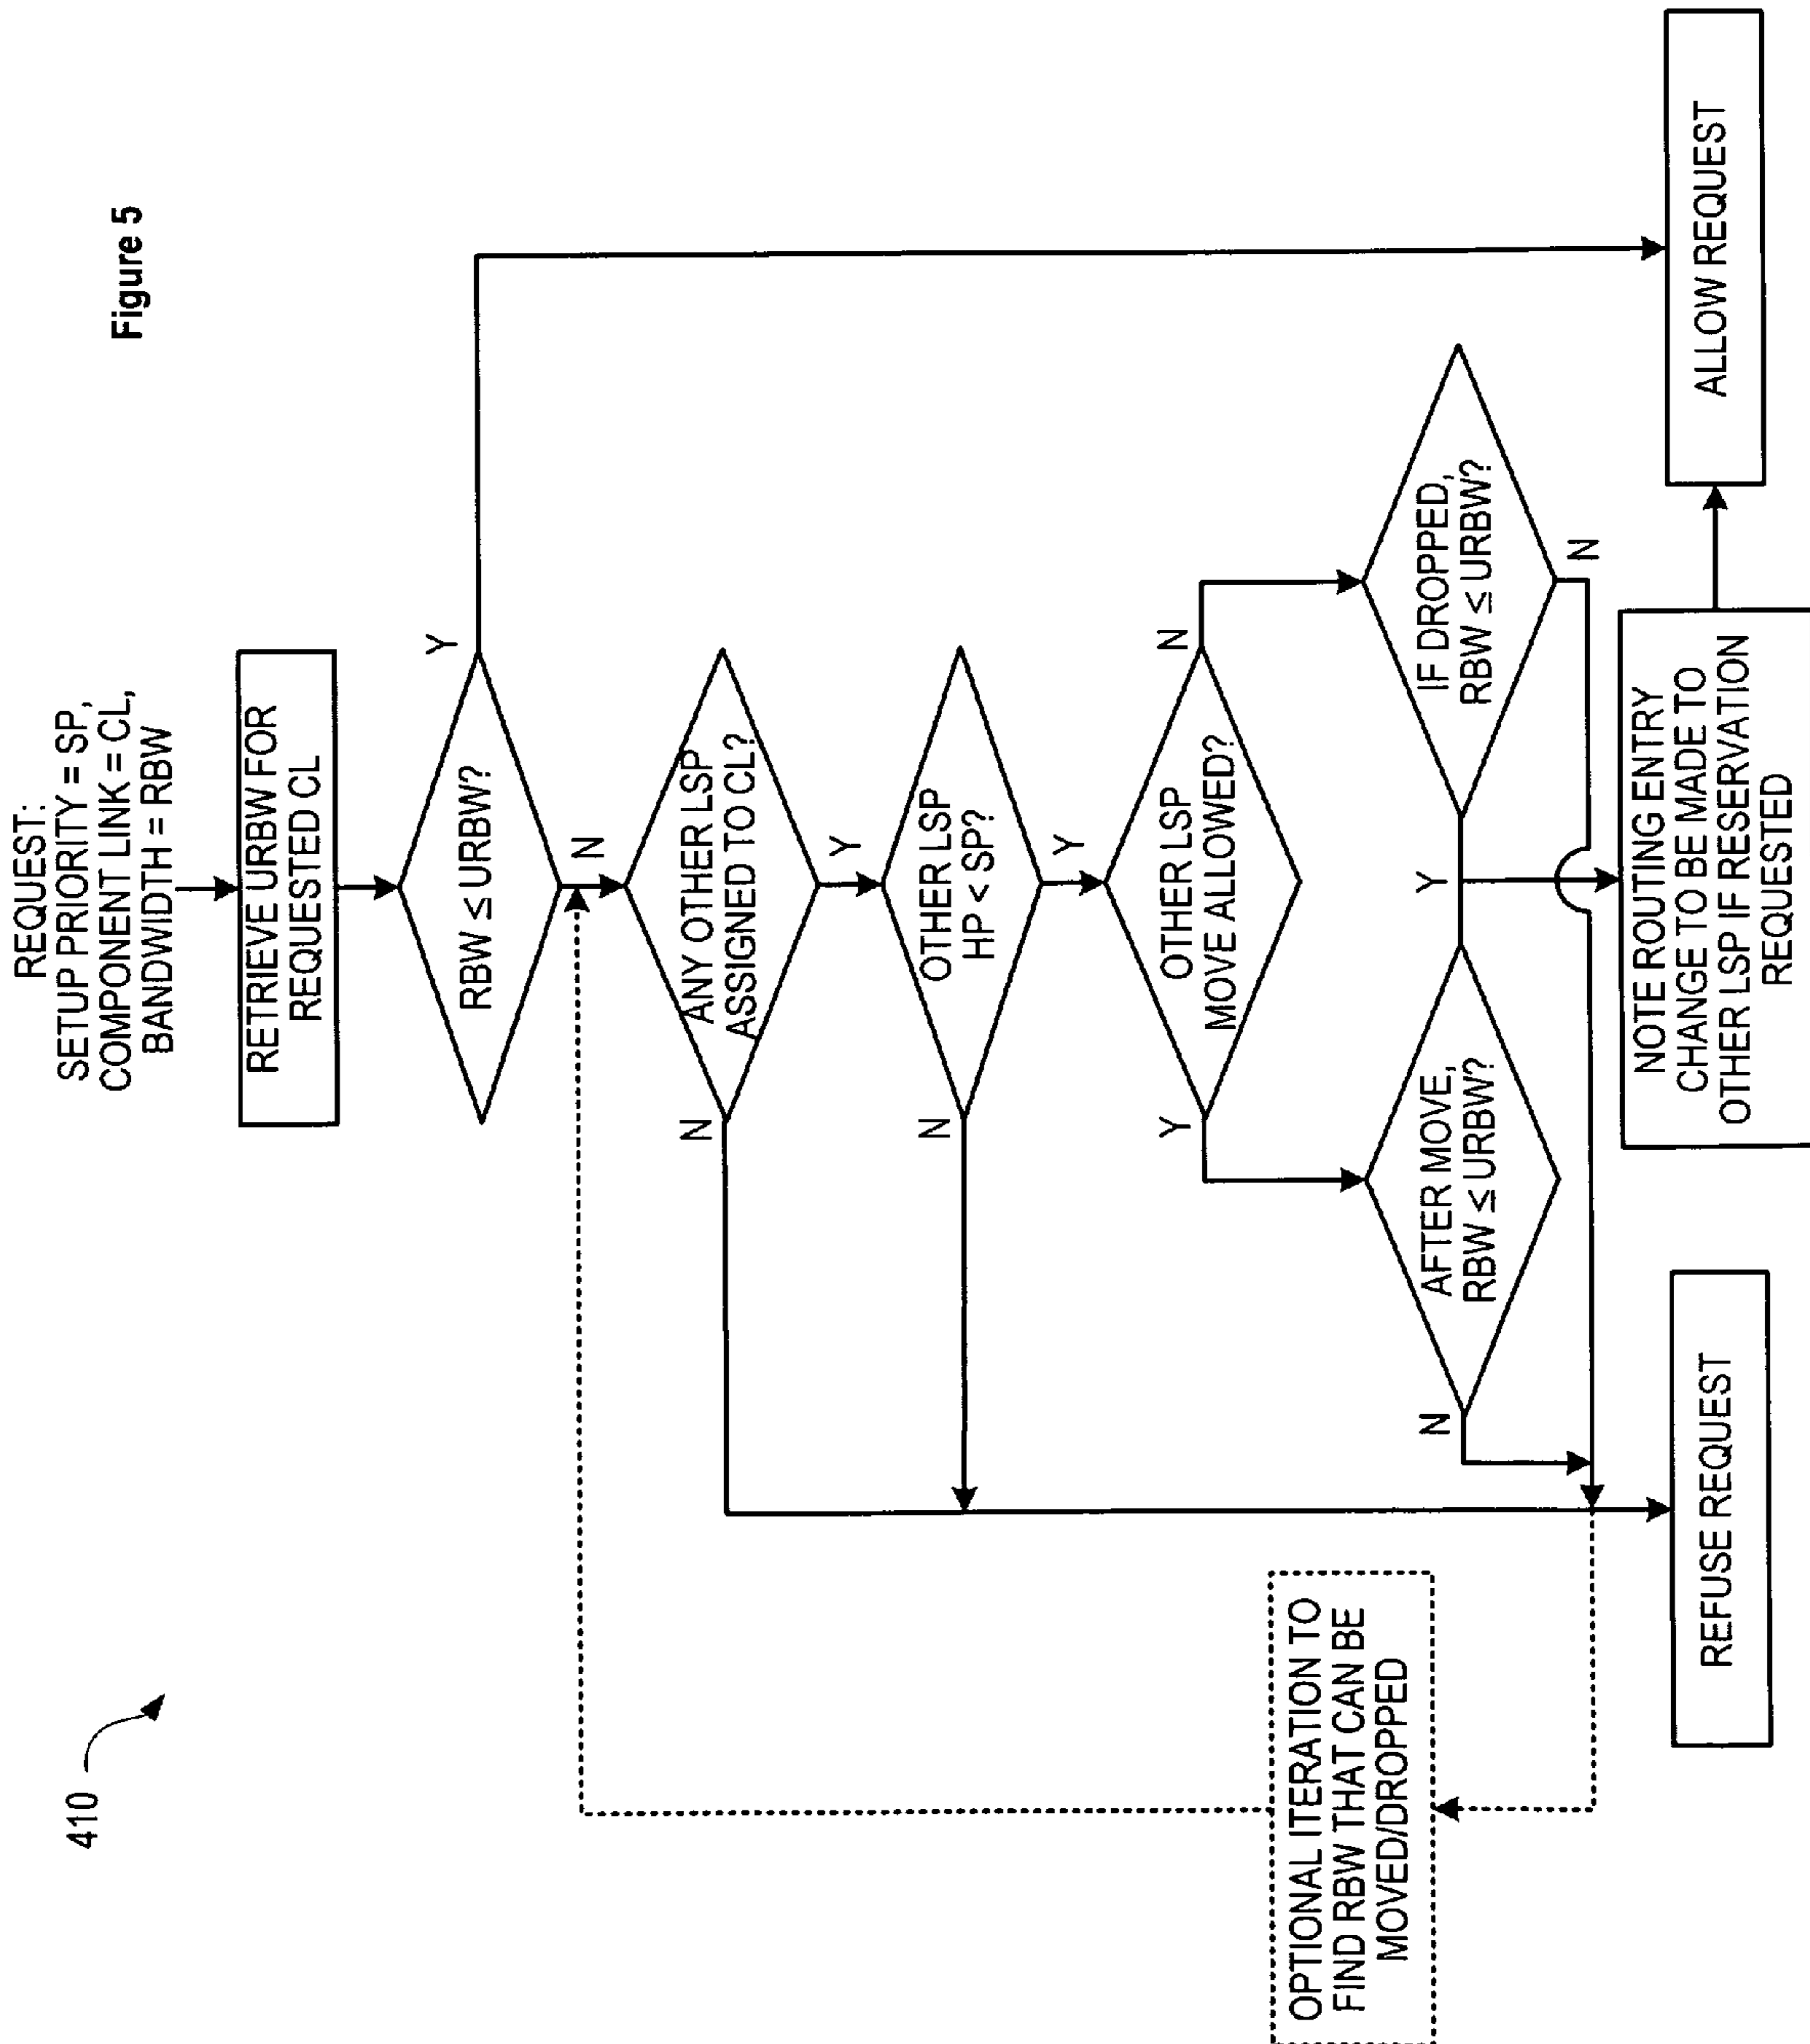 410
Figure 5
REQUEST:
SETUP PRIORITY = SP,
COMPONENT LINK = CL,
BANDWIDTH = RBW
RETRIEVE URBW FOR
REQUESTED CL
RBW ≤ URBW?
Y
N
ANY OTHER LSP
ASSIGNED TO CL?
N
Y
OTHER LSP
HP < SP?
N
Y
OTHER LSP
MOVE ALLOWED?
Y
N
AFTER MOVE,
RBW ≤ URBW?
N
Y
IF DROPPED,
RBW ≤ URBW?
N
OPTIONAL ITERATION TO
FIND RBW THAT CAN BE
MOVED/DROPPED
REFUSE REQUEST
NOTE ROUTING ENTRY
CHANGE TO BE MADE TO
OTHER LSP IF RESERVATION
REQUESTED
ALLOW REQUEST